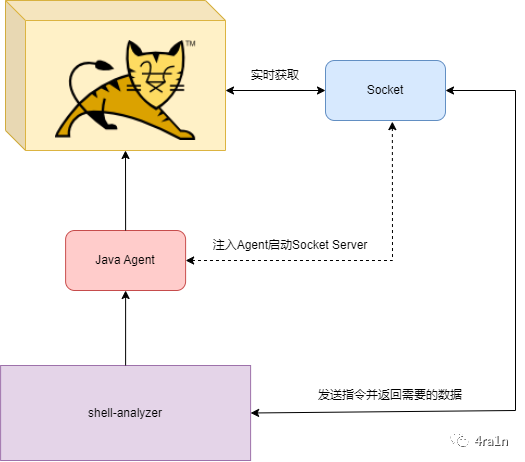 TM
实时获取
Socket
注入Agent启动Socket Server
Java Agent
发送指令并返回需要的数据
shell-analyzer
4ra1n